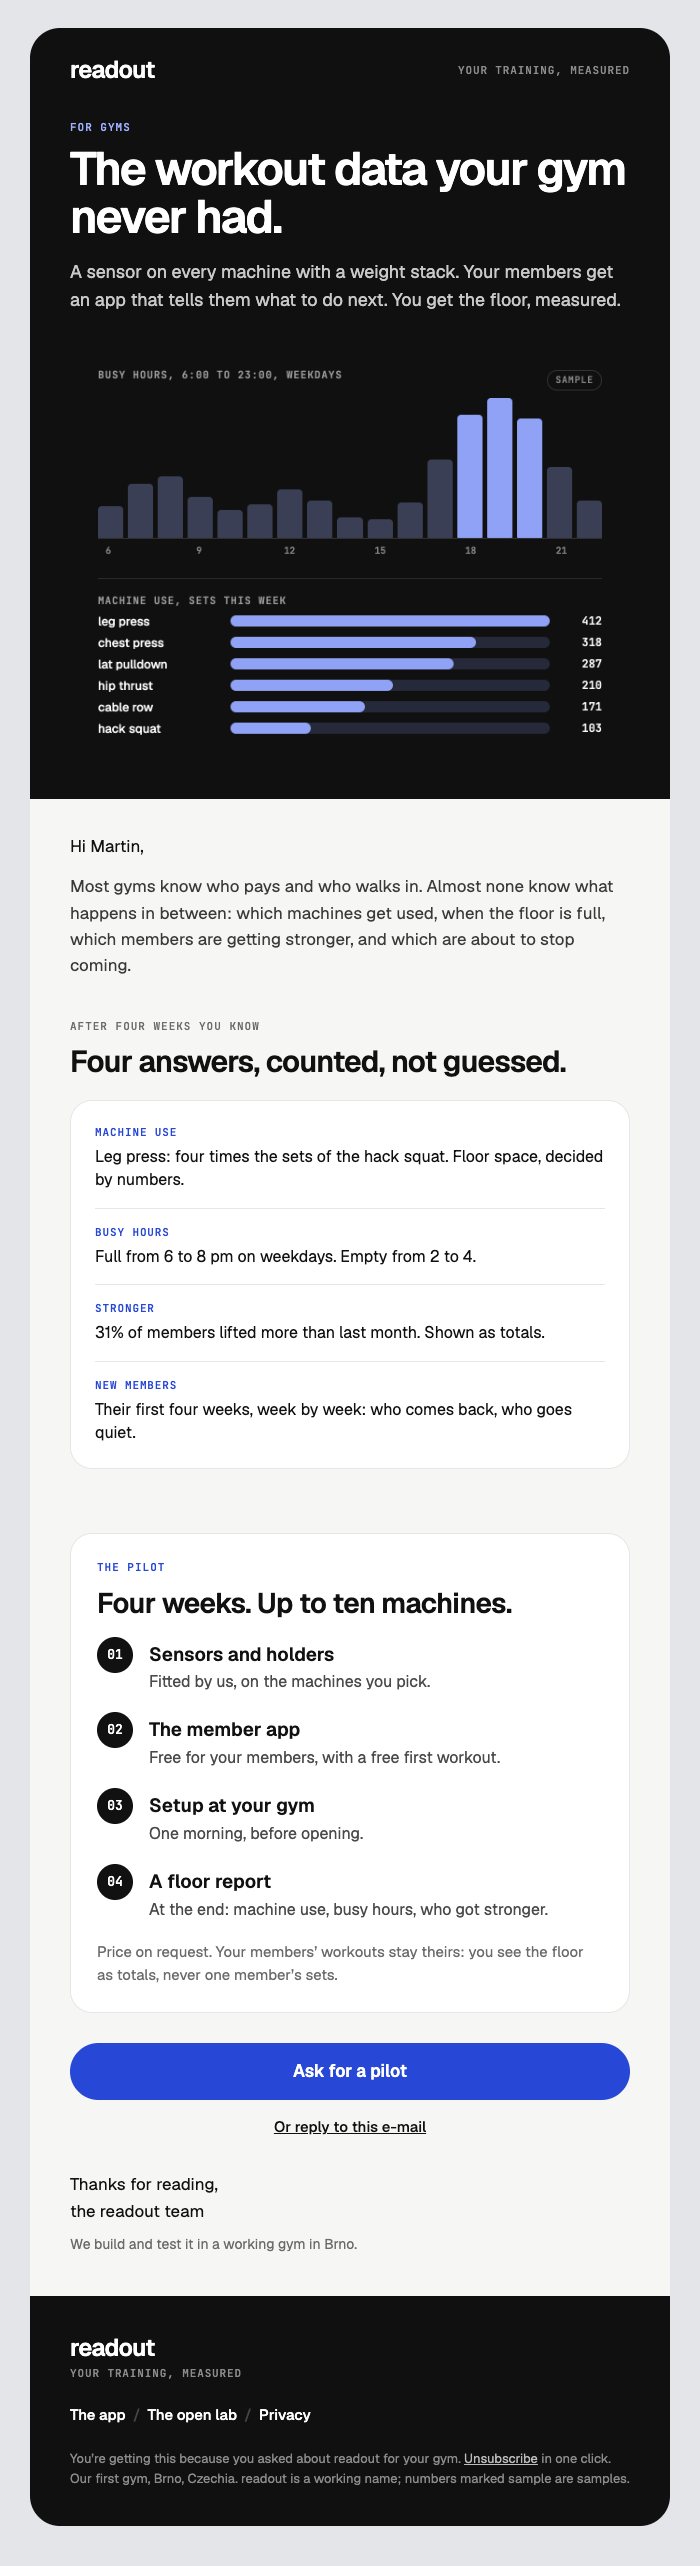 readout
YOUR TRAINING, MEASURED
FOR GYMS
The workout data your gym
never had.
A sensor on every machine with a weight stack. Your members get
an app that tells them what to do next. You get the floor, measured.
BUSY HOURS, 6:00 TO 23:00, WEEKDAYS
SAMPLE
6 9 12 15 18 21
MACHINE USE, SETS THIS WEEK
leg press 412
chest press 318
lat pulldown 287
hip thrust 210
cable row 171
hack squat 103
Hi Martin,
Most gyms know who pays and who walks in. Almost none know what
happens in between: which machines get used, when the floor is full,
which members are getting stronger, and which are about to stop
coming.
AFTER FOUR WEEKS YOU KNOW
Four answers, counted, not guessed.
MACHINE USE
Leg press: four times the sets of the hack squat. Floor space, decided
by numbers.
BUSY HOURS
Full from 6 to 8 pm on weekdays. Empty from 2 to 4.
STRONGER
31% of members lifted more than last month. Shown as totals.
NEW MEMBERS
Their first four weeks, week by week: who comes back, who goes
quiet.
THE PILOT
Four weeks. Up to ten machines.
01 Sensors and holders
Fitted by us, on the machines you pick.
02 The member app
Free for your members, with a free first workout.
03 Setup at your gym
One morning, before opening.
04 A floor report
At the end: machine use, busy hours, who got stronger.
Price on request. Your members’ workouts stay theirs: you see the floor
as totals, never one member’s sets.
Ask for a pilot
Or reply to this e-mail
Thanks for reading,
the readout team
We build and test it in a working gym in Brno.
readout
YOUR TRAINING, MEASURED
The app / The open lab / Privacy
You're getting this because you asked about readout for your gym. Unsubscribe in one click.
Our first gym, Brno, Czechia. readout is a working name; numbers marked sample are samples.